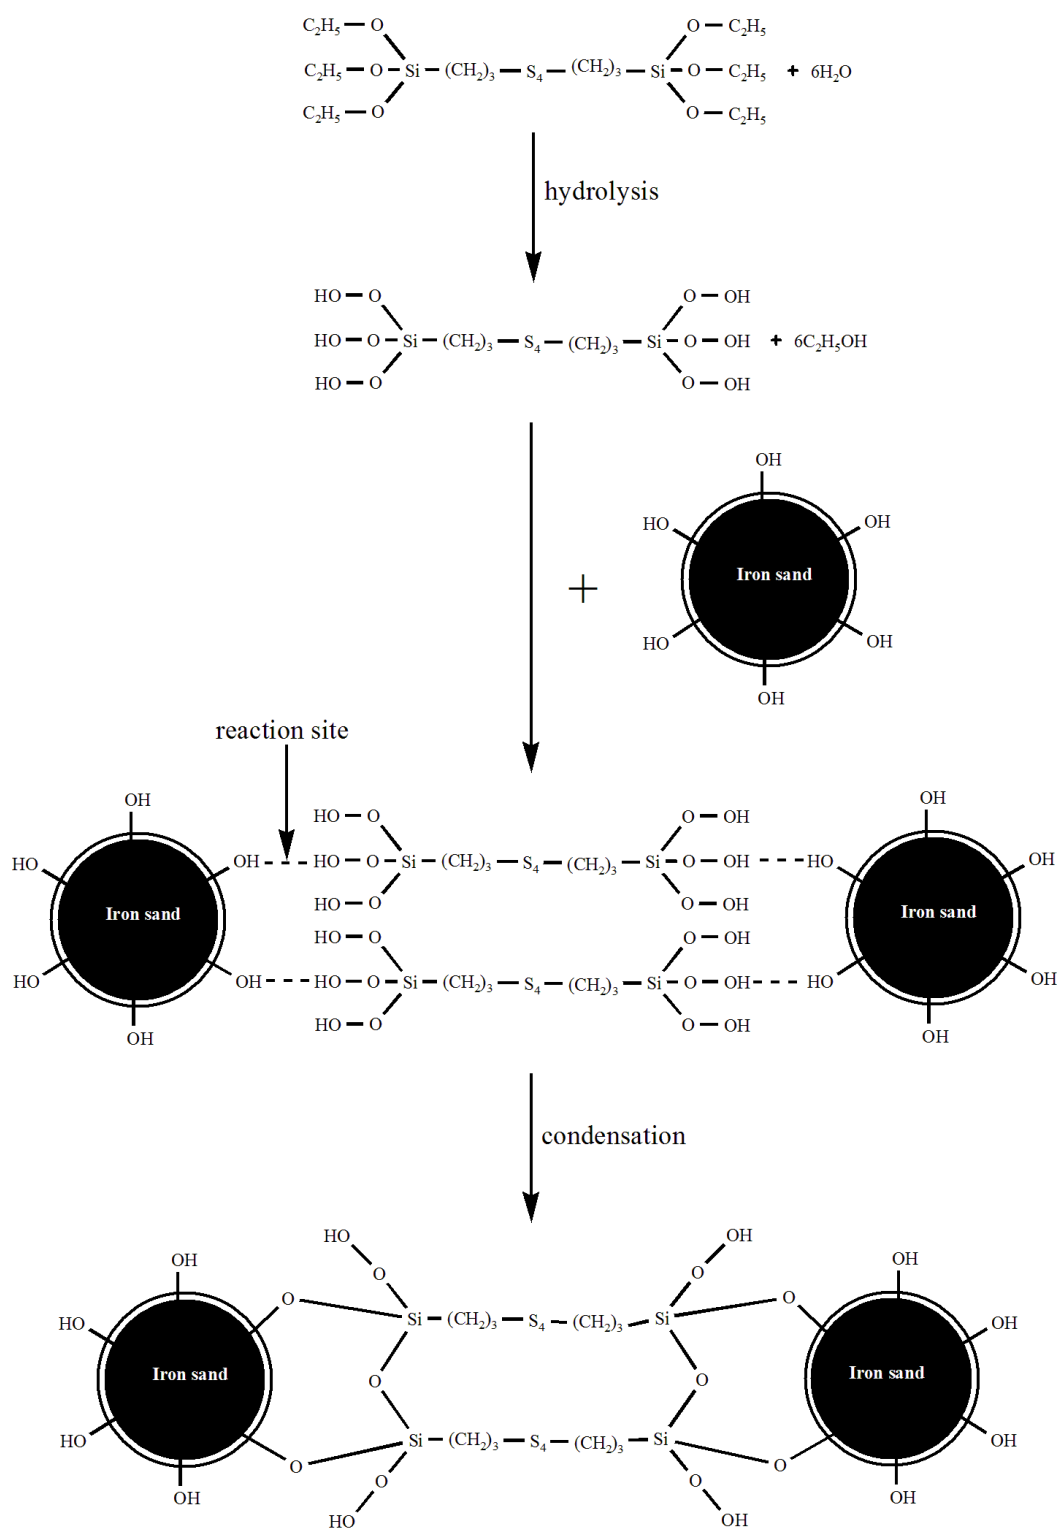 C₂H₅ — O O — C₂H₅
C₂H₅ — O — Si — (CH₂)₃ — S₄ — (CH₂)₃ — Si — O — C₂H₅ + 6H₂O
C₂H₅ — O O — C₂H₅
hydrolysis
HO — O O — OH
HO — O — Si — (CH₂)₃ — S₄ — (CH₂)₃ — Si — O — OH + 6C₂H₅OH
HO — O O — OH
OH
HO OH
Iron sand
+
HO OH
OH
reaction site
OH OH
HO — O O — OH
HO OH --- HO — O — Si — (CH₂)₃ — S₄ — (CH₂)₃ — Si — O — OH --- HO OH
HO — O O — OH
Iron sand Iron sand
HO — O O — OH
HO OH --- HO — O — Si — (CH₂)₃ — S₄ — (CH₂)₃ — Si — O — OH --- HO OH
HO — O O — OH
OH OH
condensation
HO OH
OH O O OH
O O
HO Si — (CH₂)₃ — S₄ — (CH₂)₃ — Si OH
Iron sand O O Iron sand
HO Si — (CH₂)₃ — S₄ — (CH₂)₃ — Si OH
O O
OH O O OH
HO OH